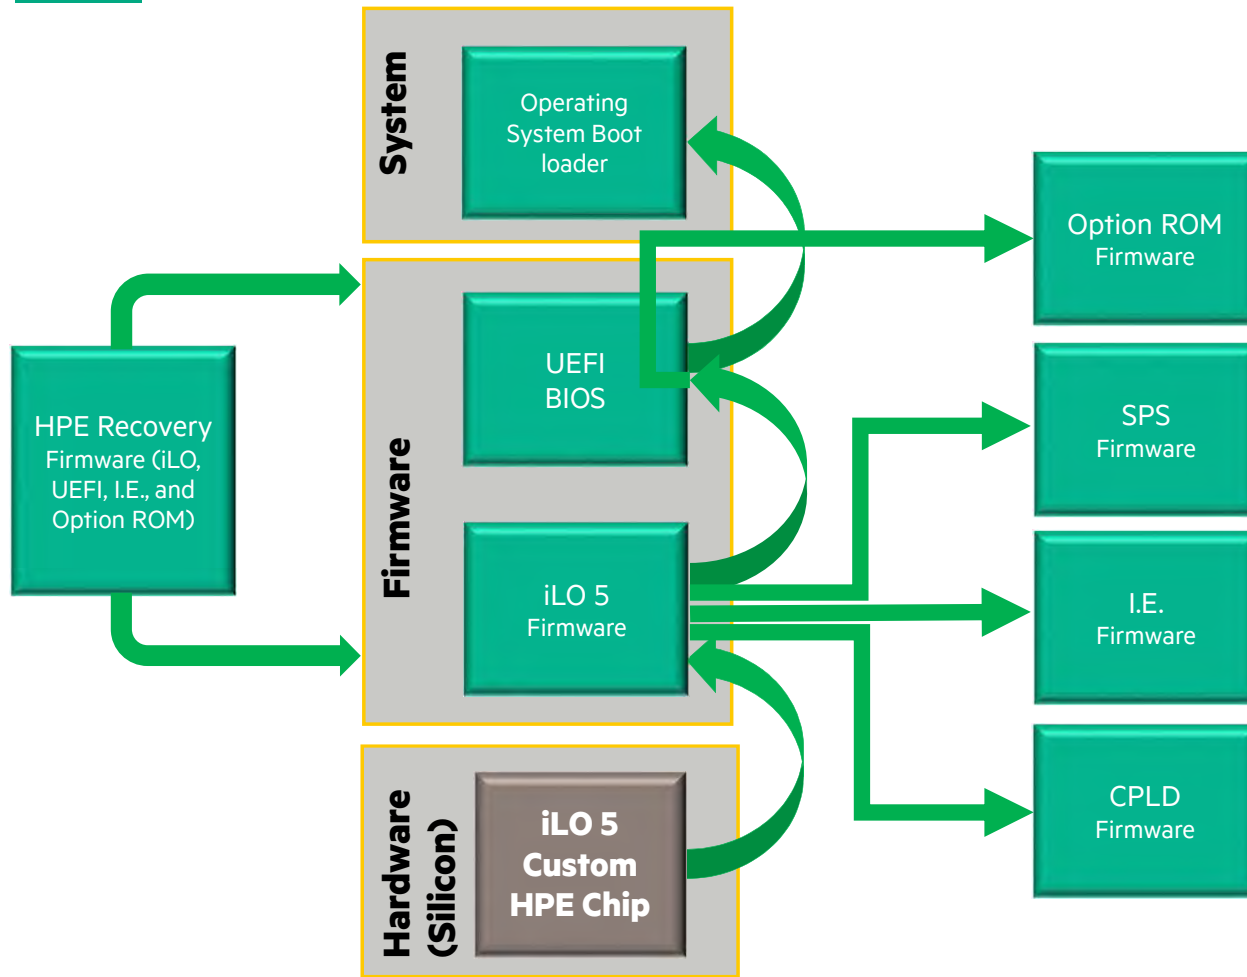 System
Operating
System Boot
loader
Option ROM
Firmware
UEFI
BIOS
HPE Recovery
Firmware (iLO,
UEFI, I.E., and
Option ROM)
SPS
Firmware
Firmware
iLO 5
Firmware
I.E.
Firmware
CPLD
Firmware
Hardware
(Silicon)
iLO 5
Custom
HPE Chip